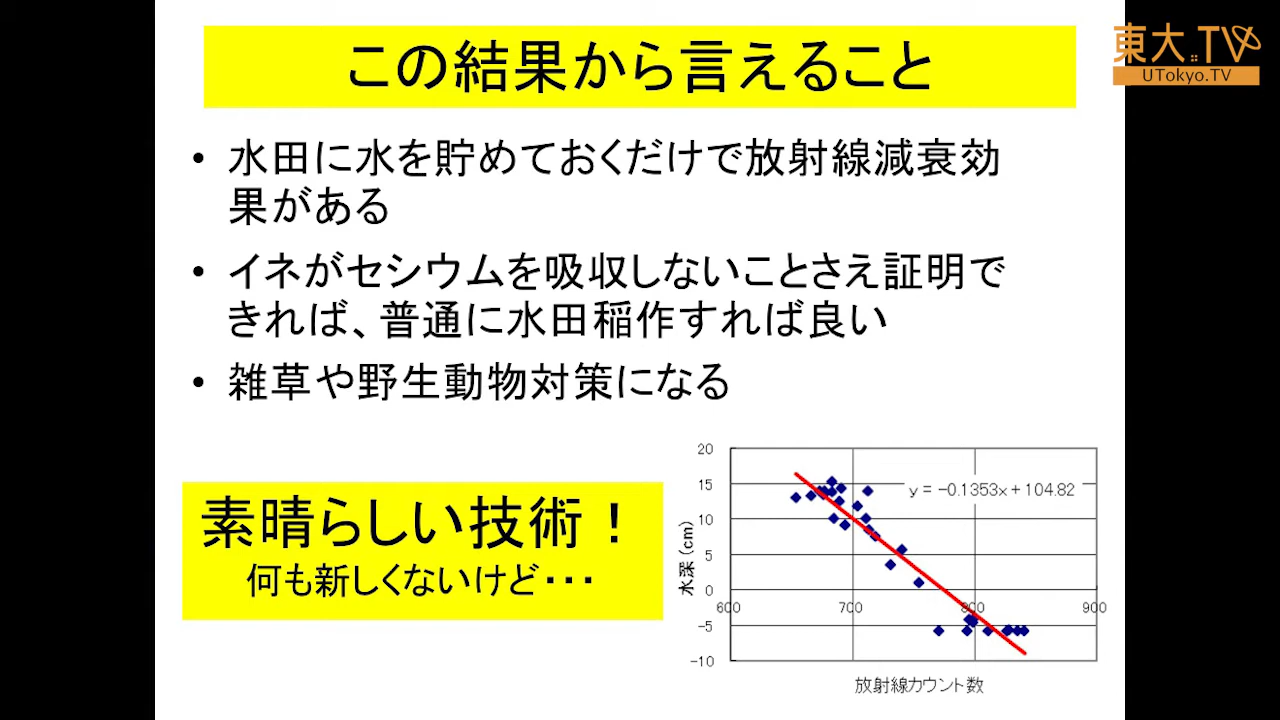 この結果から言えること
東大TV
UTokyo.TV
• 水田に水を貯めておくだけで放射線減衰効
果がある
• イネがセシウムを吸収しないことさえ証明で
きれば、普通に水田稲作すれば良い
• 雑草や野生動物対策になる
素晴らしい技術！
何も新しくないけど・・・
20
15
10
5
0
-5
-10
水深(cm)
y = -0.1353x + 104.82
600 700 800 900
放射線カウント数